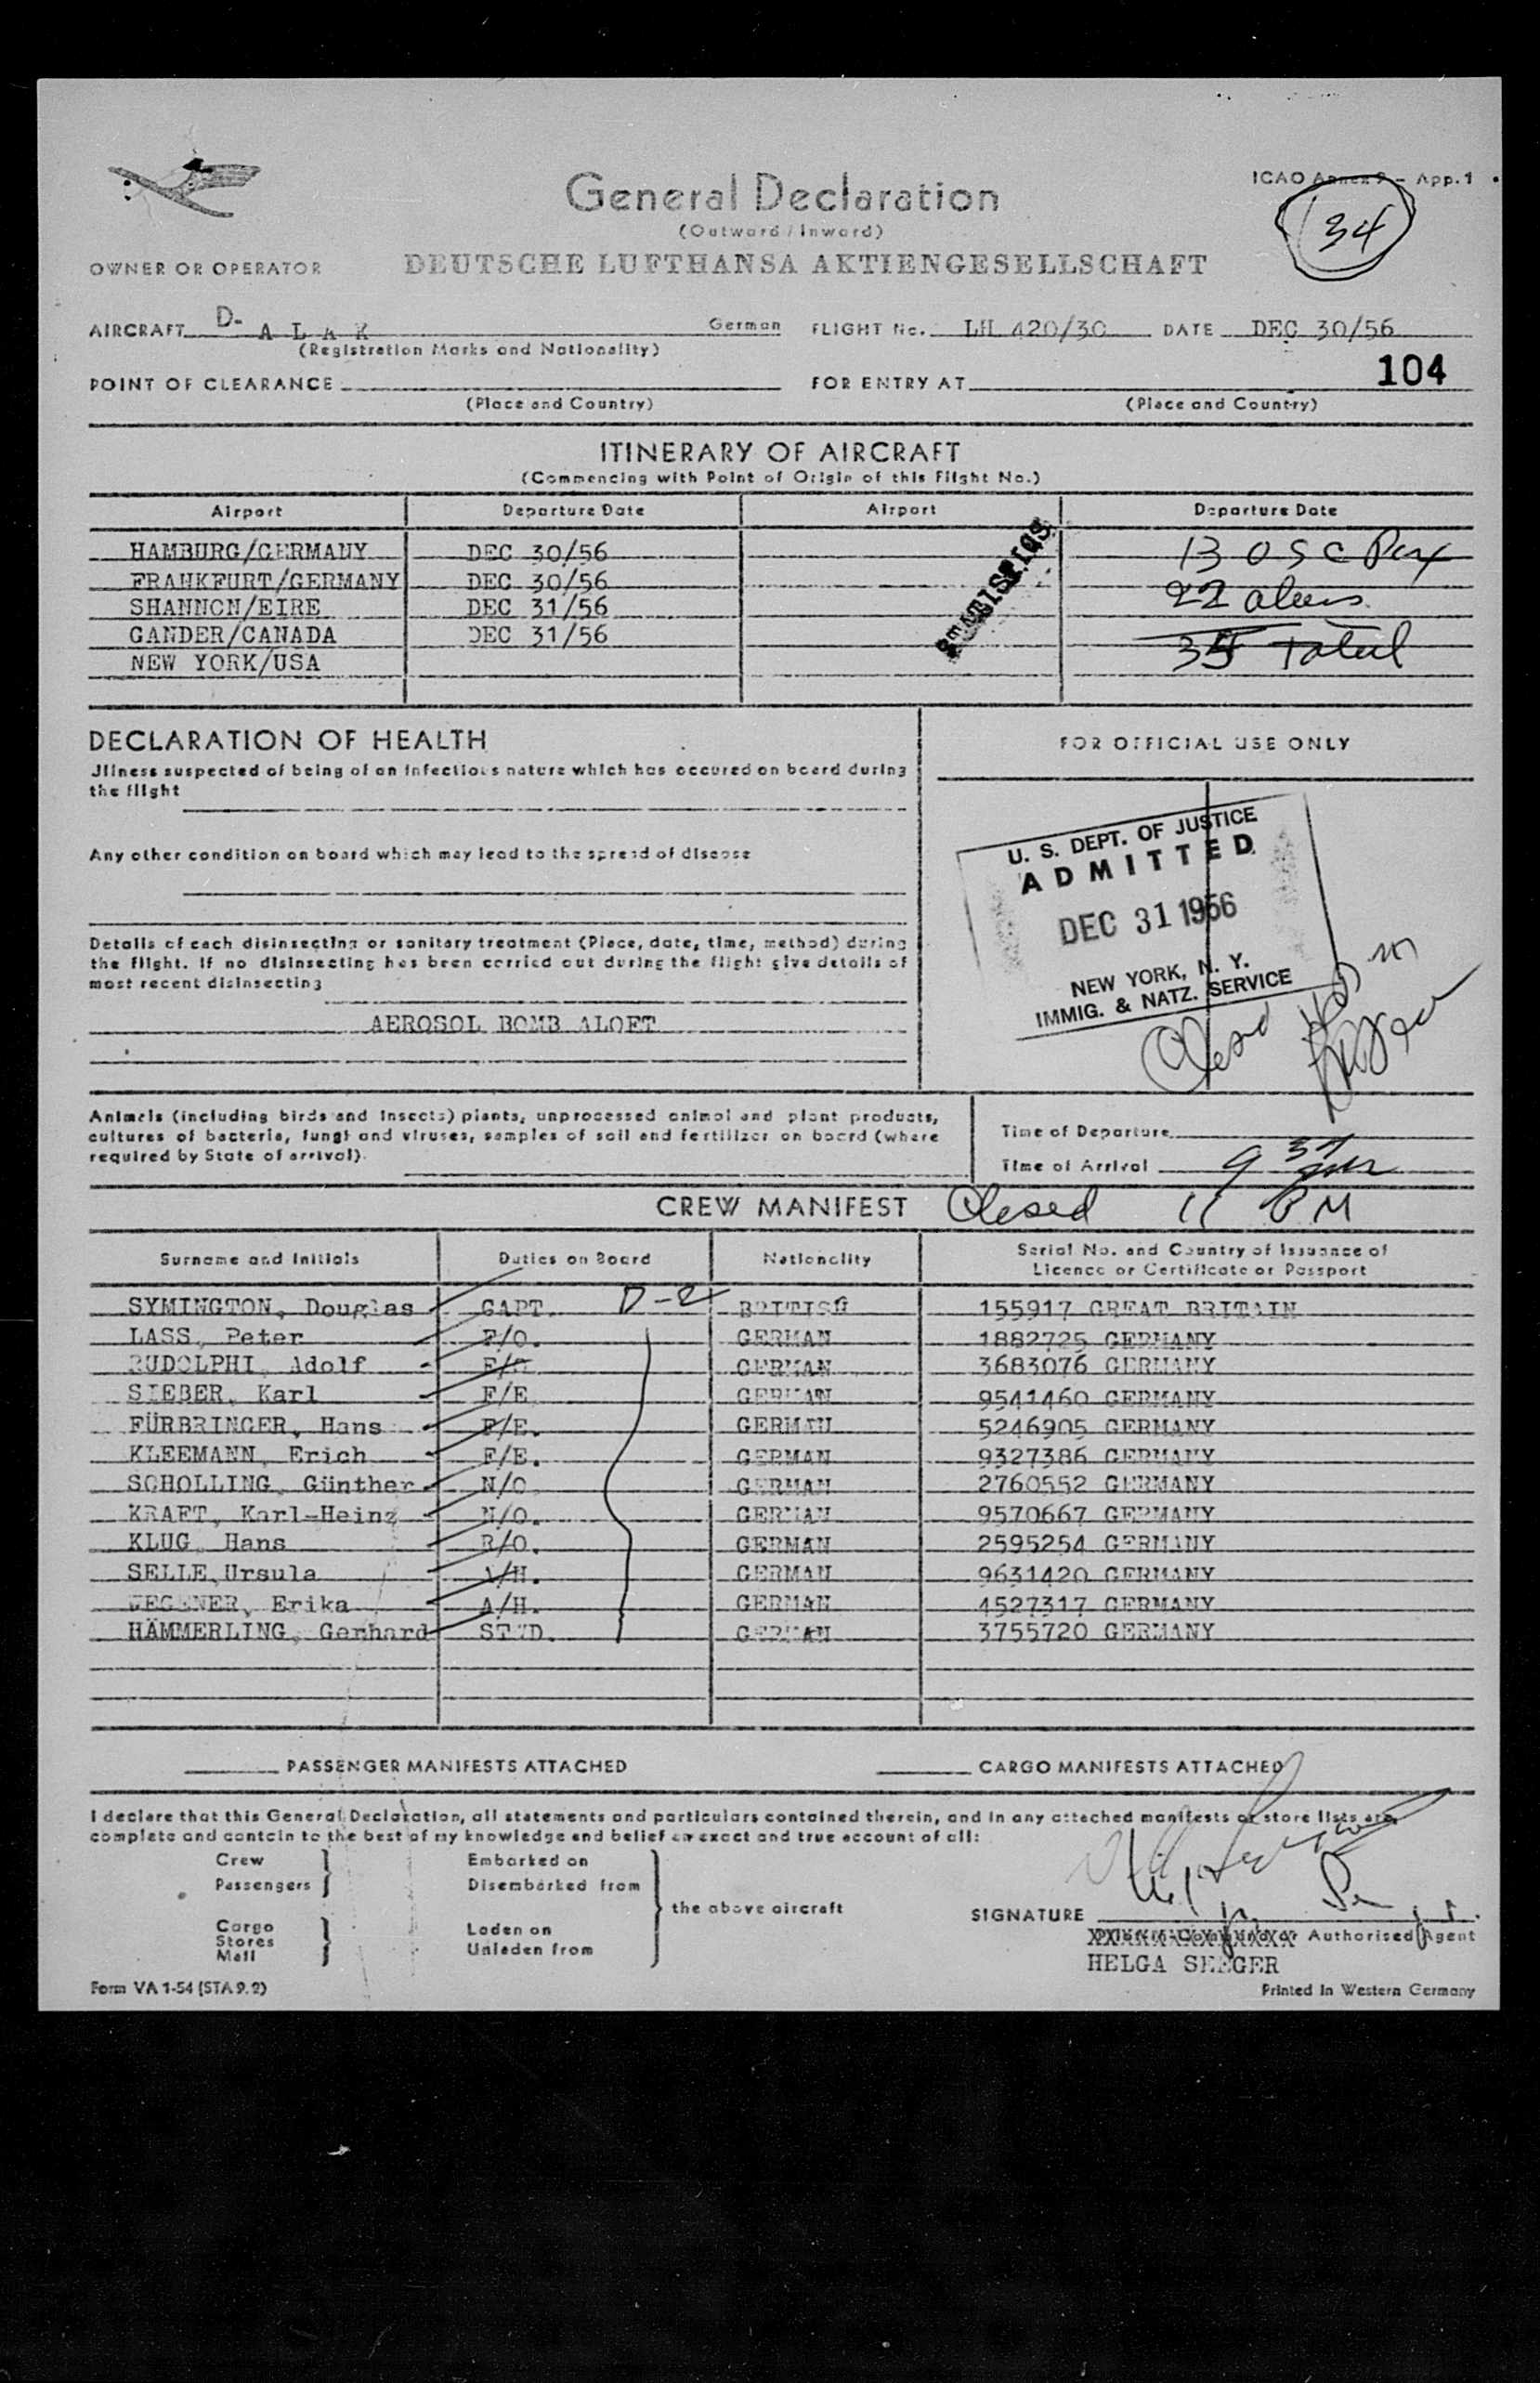 ICAO Annex 9 - App. 1
34
General Declaration
(Outward / Inward)
OWNER OR OPERATOR DEUTSCHE LUFTHANSA AKTIENGESELLSCHAFT
AIRCRAFT D- A L A K German FLIGHT No. LH 420/30 DATE DEC 30/56
(Registration Marks and Nationality)
104
POINT OF CLEARANCE FOR ENTRY AT
(Place and Country) (Place and Country)
ITINERARY OF AIRCRAFT
(Commencing with Point of Origin of this Flight No.)
Airport Departure Date Airport Departure Date
HAMBURG/GERMANY DEC 30/56 13 OSC Pax
FRANKFURT/GERMANY DEC 30/56
SHANNON/EIRE DEC 31/56 22 aliens
GANDER/CANADA DEC 31/56 35 Total
NEW YORK/USA
DECLARATION OF HEALTH
FOR OFFICIAL USE ONLY
Jllness suspected of being of an infectious nature which has occured on board during
the flight
Any other condition on board which may lead to the spread of disease
Details of each disinsecting or sanitary treatment (Place, date, time, method) during
the flight. If no disinsecting has been carried out during the flight give details of
most recent disinsecting
AEROSOL BOMB ALOFT
U. S. DEPT. OF JUSTICE
ADMITTED
DEC 31 1956
NEW YORK, N. Y.
IMMIG. & NATZ. SERVICE
Closed
Animals (including birds and insects) plants, unprocessed animal and plant products,
cultures of bacteria, fungi and viruses, samples of soil and fertilizer on board (where
required by State of arrival).
Time of Departure
Time of Arrival 9 37 pm
CREW MANIFEST Closed 11 PM
Surname and Initials Duties on Board Nationality Serial No. and Country of Issuance of
Licence or Certificate or Passport
SYMINGTON, Douglas CAPT. D-2 BRITISH 155917 GREAT BRITAIN
LASS, Peter F/O. GERMAN 1882725 GERMANY
RUDOLPHI, Adolf GERMAN 3683076 GERMANY
SIEBER, Karl F/E GERMAN 9541460 GERMANY
FÜRBRINGER, Hans F/E. GERMAN 5246905 GERMANY
KLEEMANN, Erich F/E. GERMAN 9327386 GERMANY
SCHOLLING, Günther N/O GERMAN 2760552 GERMANY
KRAFT, Karl-Heinz N/O. GERMAN 9570667 GERMANY
KLUG, Hans R/O. GERMAN 2595254 GERMANY
SELLE, Ursula A/H. GERMAN 9631420 GERMANY
WEGENER, Erika A/H. GERMAN 4527317 GERMANY
HÄMMERLING, Gerhard STWD. GERMAN 3755720 GERMANY
PASSENGER MANIFESTS ATTACHED CARGO MANIFESTS ATTACHED
I declare that this General Declaration, all statements and particulars contained therein, and in any attached manifests or store lists are
complete and contain to the best of my knowledge and belief an exact and true account of all:
Crew Embarked on
Passengers Disembarked from
the above aircraft
Cargo Laden on
Stores
Mail Unladen from
SIGNATURE
Authorised Agent
HELGA SEEGER
Form VA 1-54 (STA 9.2) Printed in Western Germany